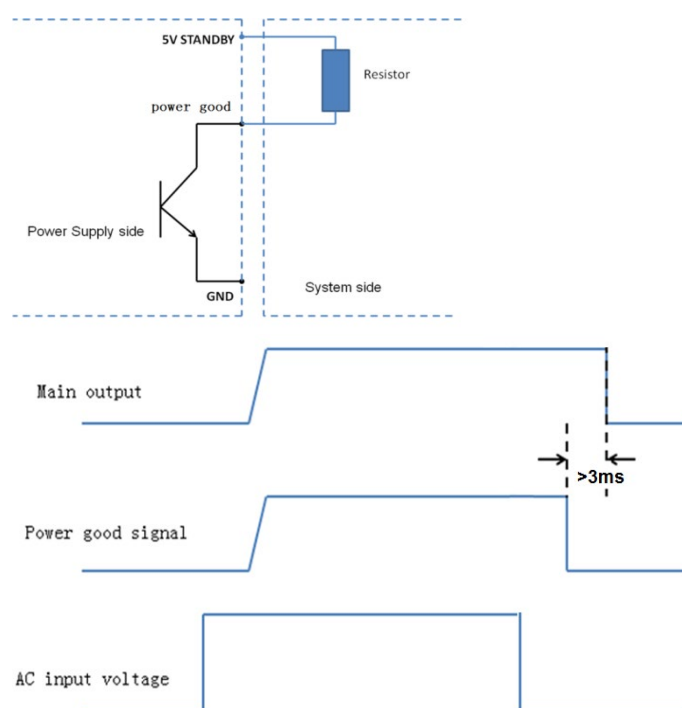 5V STANDBY
Resistor
power good
Power Supply side
GND
System side
Main output
>3ms
Power good signal
AC input voltage